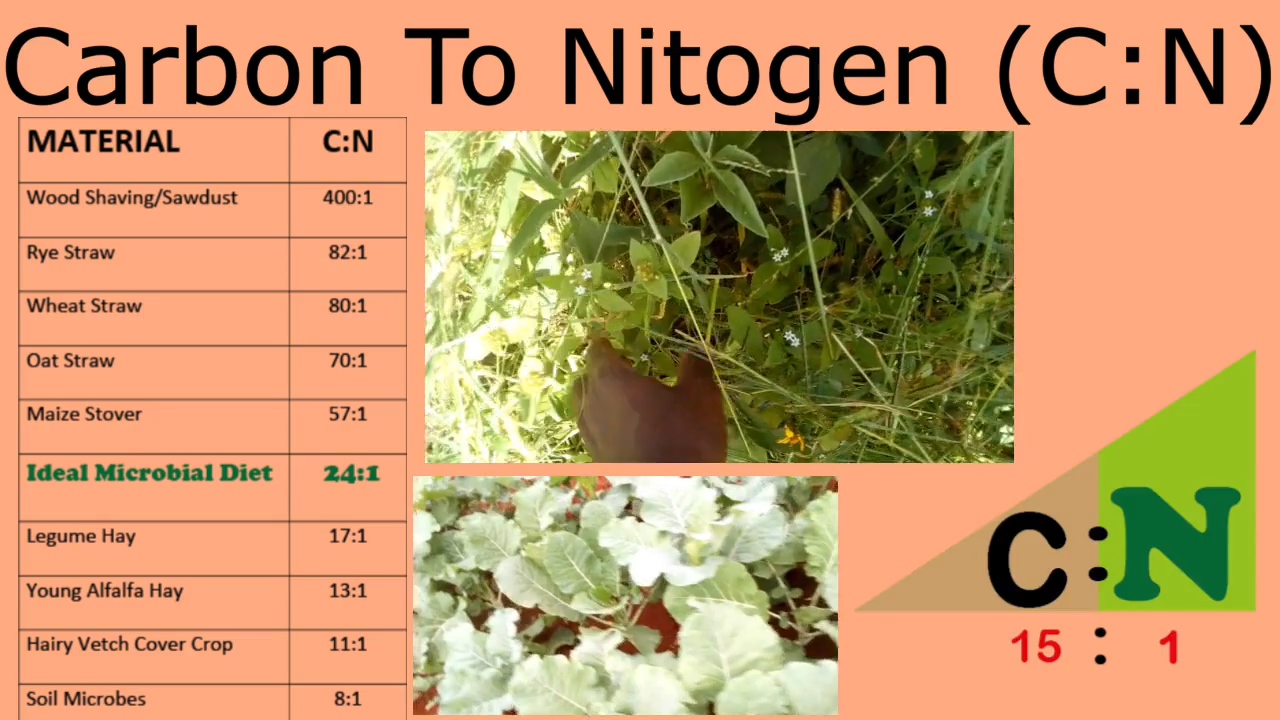 Carbon To Nitogen (C:N)
MATERIAL C:N
Wood Shaving/Sawdust 400:1
Rye Straw 82:1
Wheat Straw 80:1
Oat Straw 70:1
Maize Stover 57:1
Ideal Microbial Diet 24:1
Legume Hay 17:1
Young Alfalfa Hay 13:1
Hairy Vetch Cover Crop 11:1
Soil Microbes 8:1
C:N
15 : 1